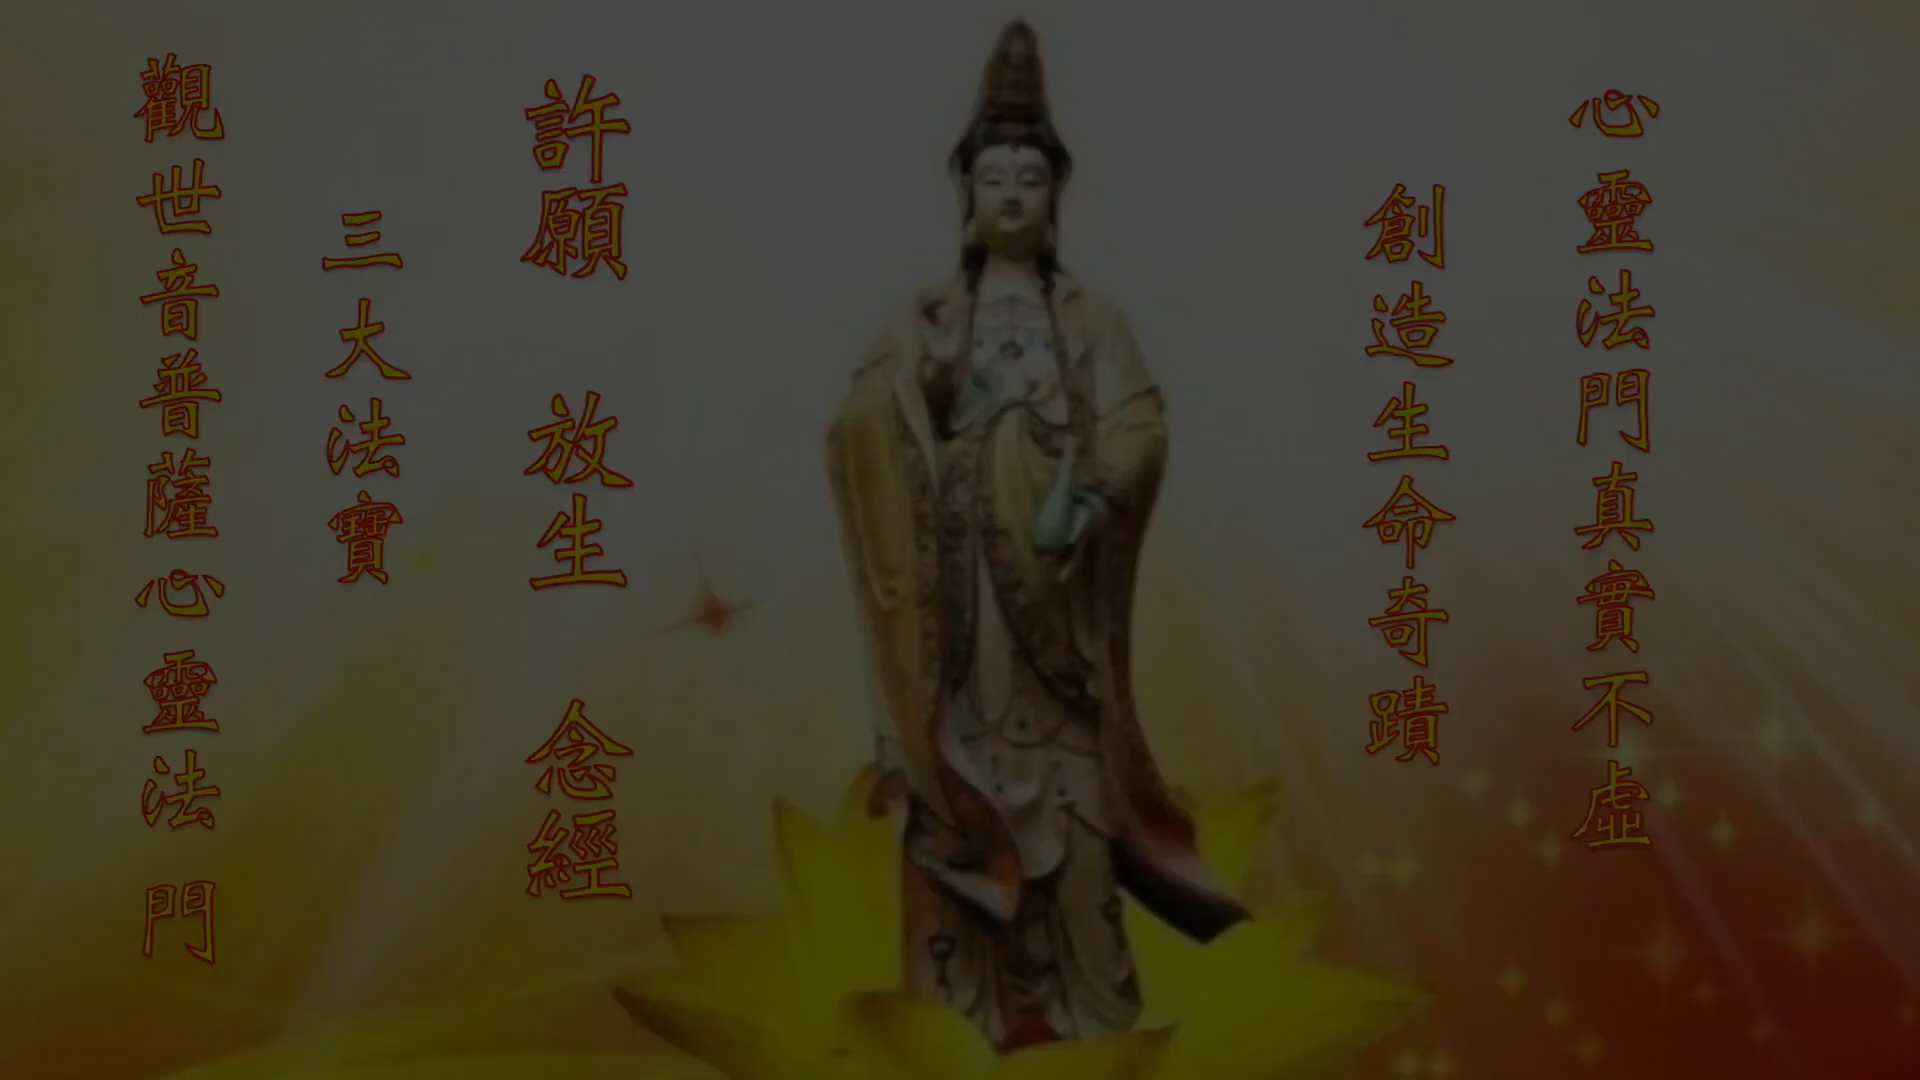 心靈法門真實不虛
創造生命奇蹟
許願 放生 念經
三大法寶
觀世音普薩心靈法門